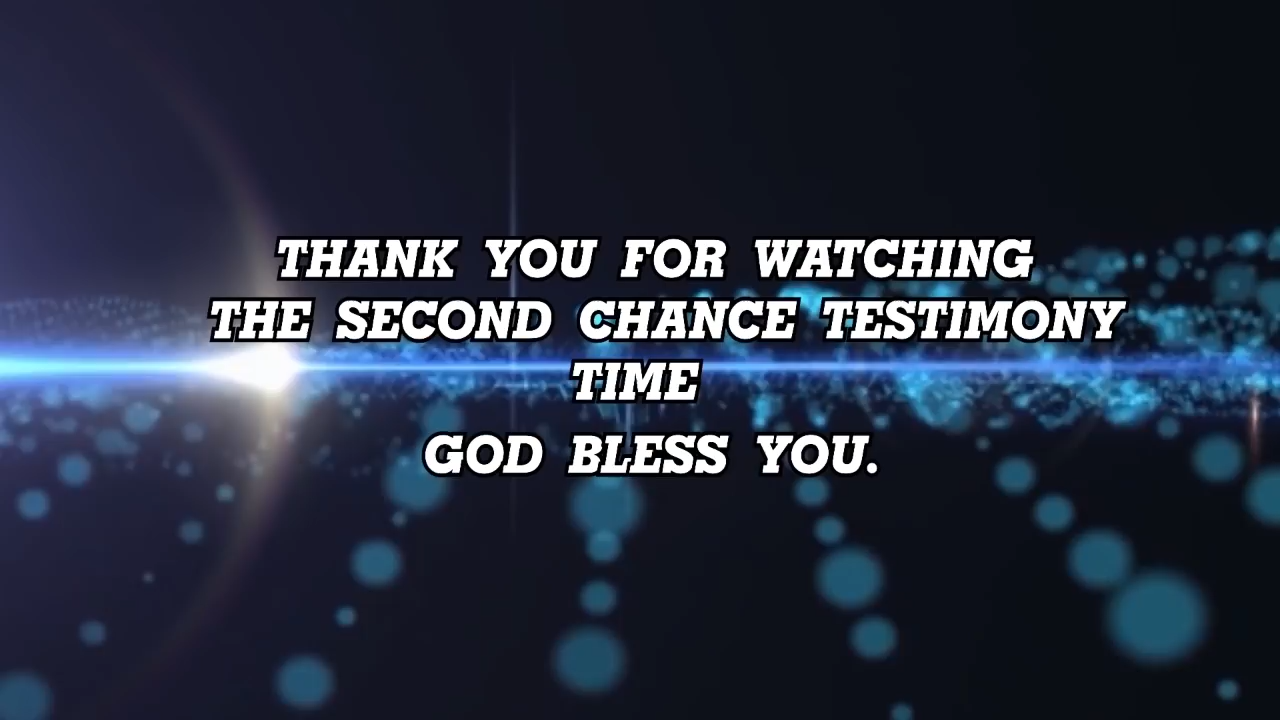 THANK YOU FOR WATCHING
THE SECOND CHANCE TESTIMONY
TIME
GOD BLESS YOU.